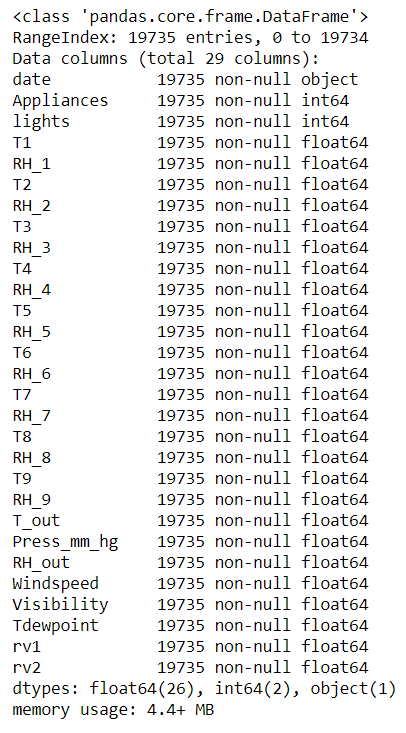 <class 'pandas.core.frame.DataFrame'>
RangeIndex: 19735 entries, 0 to 19734
Data columns (total 29 columns):
date           19735 non-null object
Appliances     19735 non-null int64
lights         19735 non-null int64
T1             19735 non-null float64
RH_1           19735 non-null float64
T2             19735 non-null float64
RH_2           19735 non-null float64
T3             19735 non-null float64
RH_3           19735 non-null float64
T4             19735 non-null float64
RH_4           19735 non-null float64
T5             19735 non-null float64
RH_5           19735 non-null float64
T6             19735 non-null float64
RH_6           19735 non-null float64
T7             19735 non-null float64
RH_7           19735 non-null float64
T8             19735 non-null float64
RH_8           19735 non-null float64
T9             19735 non-null float64
RH_9           19735 non-null float64
T_out          19735 non-null float64
Press_mm_hg    19735 non-null float64
RH_out         19735 non-null float64
Windspeed      19735 non-null float64
Visibility     19735 non-null float64
Tdewpoint      19735 non-null float64
rv1            19735 non-null float64
rv2            19735 non-null float64
dtypes: float64(26), int64(2), object(1)
memory usage: 4.4+ MB